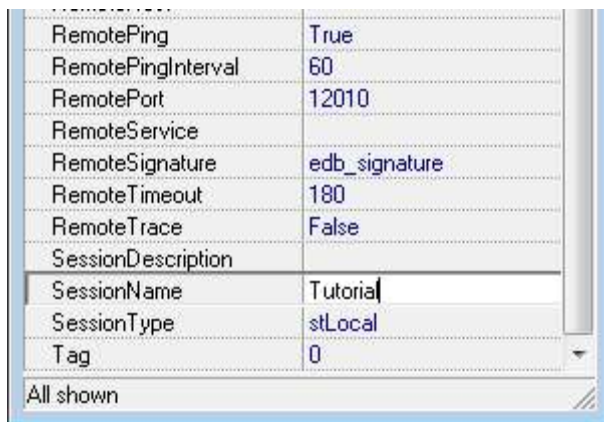 RemotePing True
RemotePingInterval 60
RemotePort 12010
RemoteService
RemoteSignature edb_signature
RemoteTimeout 180
RemoteTrace False
SessionDescription
SessionName Tutorial
SessionType stLocal
Tag 0
All shown